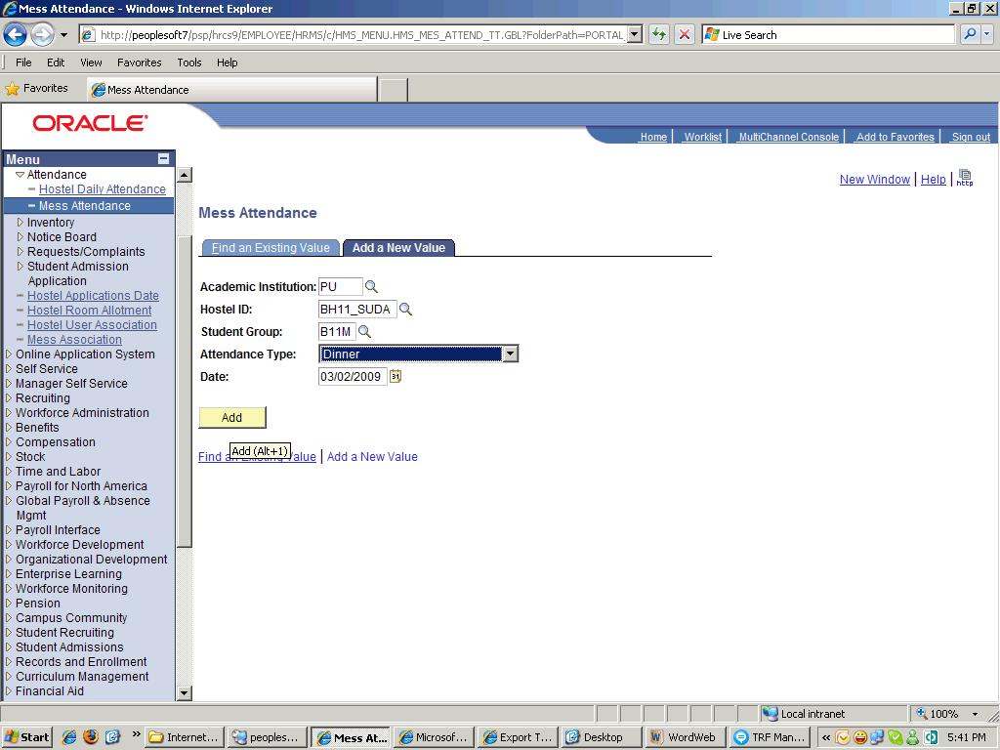 Mess Attendance - Windows Internet Explorer
http://peoplesoft7/psp/hrcs9/EMPLOYEE/HRMS/c/HMS_MENU.HMS_MES_ATTEND_TT.GBL?FolderPath=PORTAL
Live Search
File Edit View Favorites Tools Help
Favorites
Mess Attendance
ORACLE®
Home Worklist MultiChannel Console Add to Favorites Sign out
Menu
Attendance
Hostel Daily Attendance
Mess Attendance
Inventory
Notice Board
Requests/Complaints
Student Admission
Application
Hostel Applications Date
Hostel Room Allotment
Hostel User Association
Mess Association
Online Application System
Self Service
Manager Self Service
Recruiting
Workforce Administration
Benefits
Compensation
Stock
Time and Labor
Payroll for North America
Global Payroll & Absence
Mgmt
Payroll Interface
Workforce Development
Organizational Development
Enterprise Learning
Workforce Monitoring
Pension
Campus Community
Student Recruiting
Student Admissions
Records and Enrollment
Curriculum Management
Financial Aid
New Window | Help | http
Mess Attendance
Find an Existing Value Add a New Value
Academic Institution: PU
Hostel ID: BH11_SUDA
Student Group: B11M
Attendance Type: Dinner
Date: 03/02/2009 31
Add
Add (Alt+1)
Find an Existing Value | Add a New Value
Local intranet 100%
Start » Internet... peoples... Mess At... Microsof... Export T... Desktop WordWeb TRF Man... « 5:41 PM